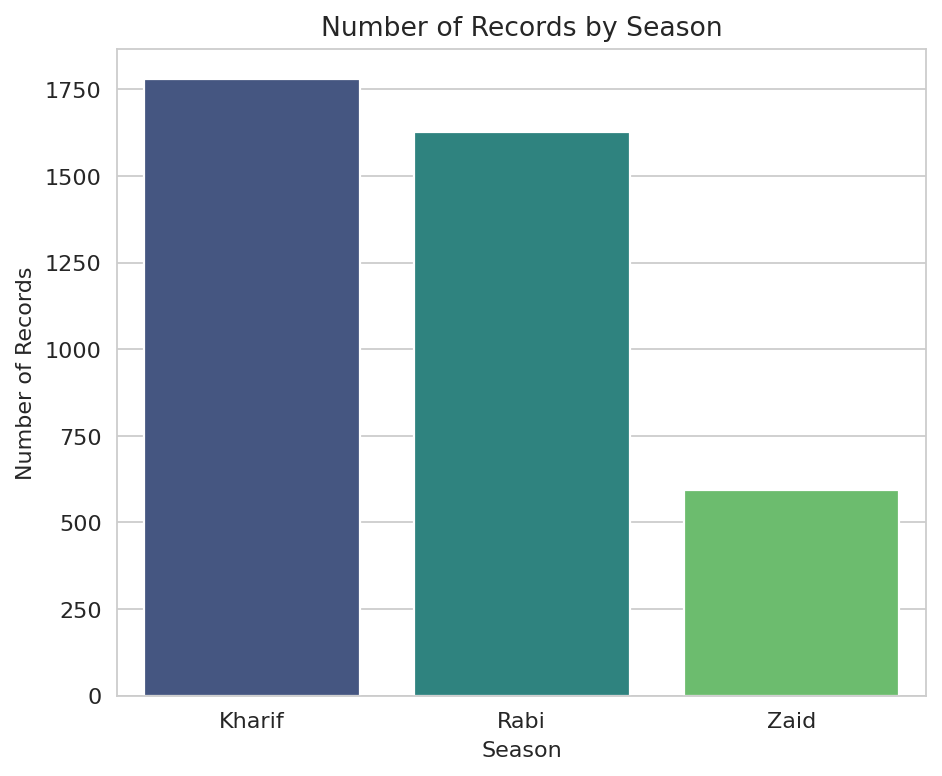 Number of Records by Season
Number of Records
1750
1500
1250
1000
750
500
250
0
Kharif
Rabi
Zaid
Season